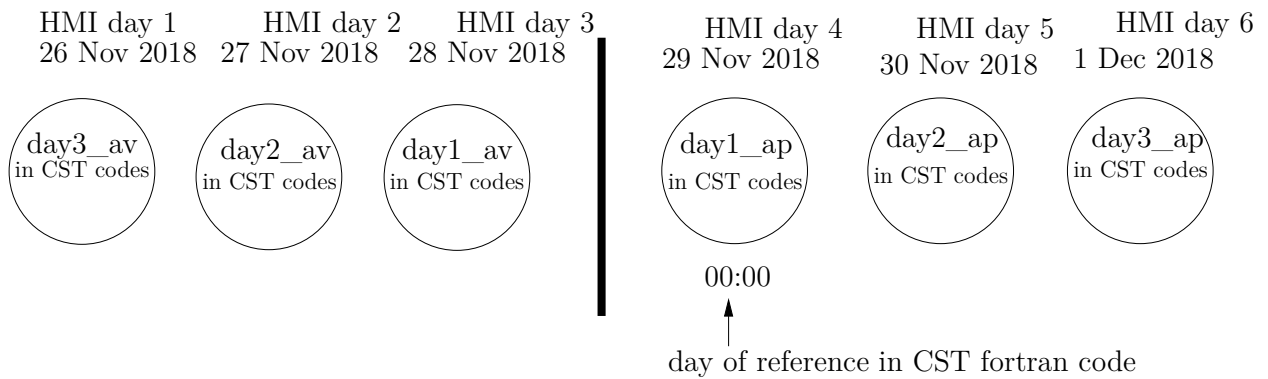 HMI day 1
26 Nov 2018
day3_av
in CST codes
HMI day 2
27 Nov 2018
day2_av
in CST codes
HMI day 3
28 Nov 2018
day1_av
in CST codes
HMI day 4
29 Nov 2018
day1_ap
in CST codes
00:00
day of reference in CST fortran code
HMI day 5
30 Nov 2018
day2_ap
in CST codes
HMI day 6
1 Dec 2018
day3_ap
in CST codes